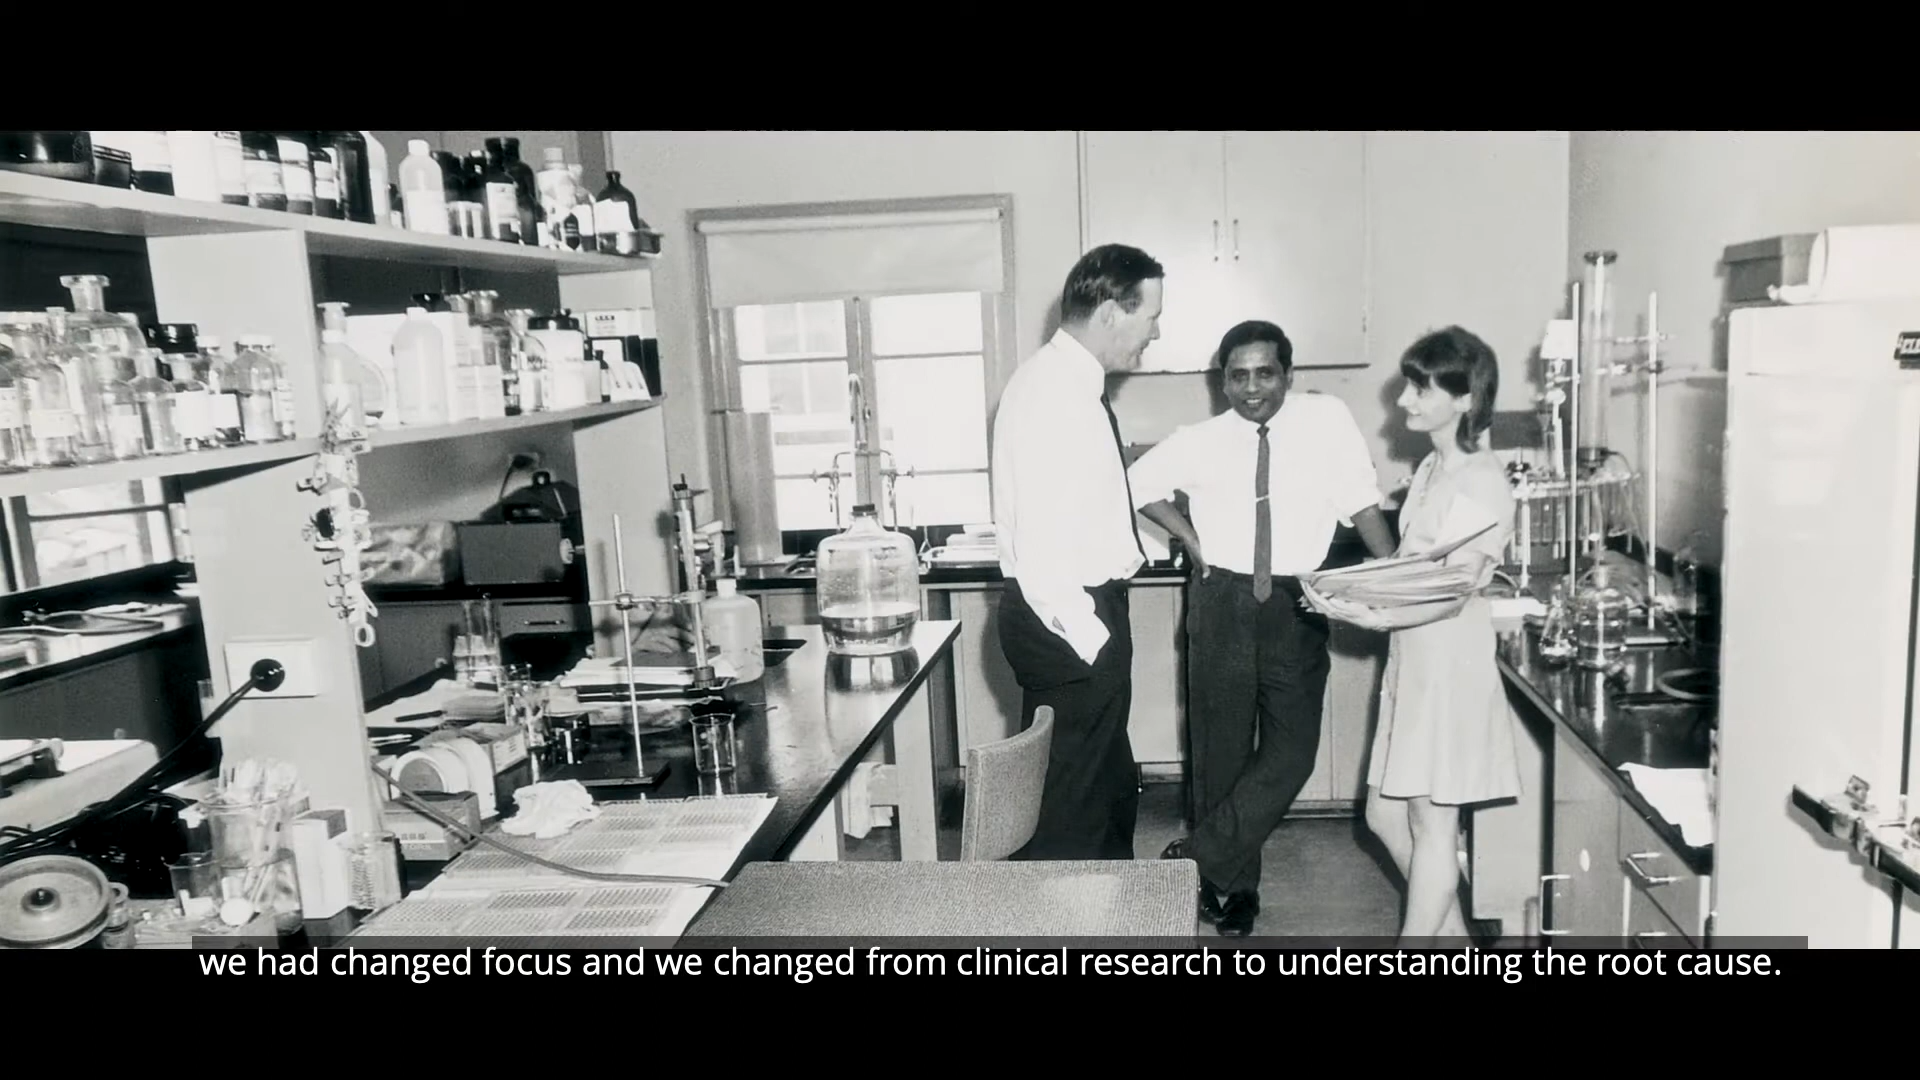 we had changed focus and we changed from clinical research to understanding the root cause.